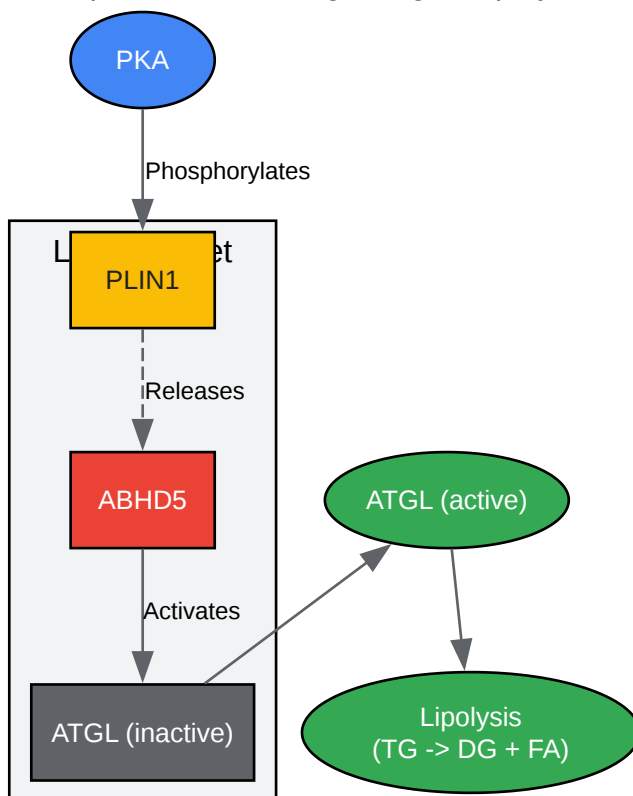 PKA
Phosphorylates
PLIN1
Releases
ABHD5
ATGL (active)
Activates
ATGL (inactive)
Lipolysis
(TG -> DG + FA)